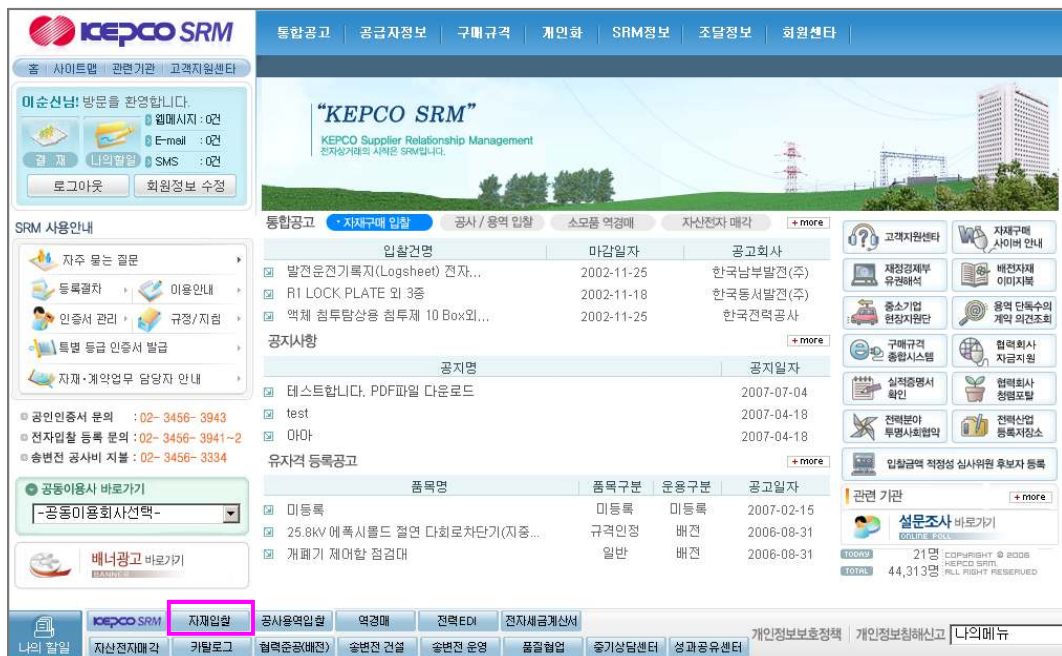 KEPCO SRM
통합공고 공급자정보 구매규격 개인화 SRM정보 조달정보 회원센타
홈 사이트맵 관련기관 고객지원센타
이순신님! 방문을 환영합니다.
웹메시지 : 0건
E-mail : 0건
SMS : 0건
결 재 나의할일
로그아웃 회원정보 수정
"KEPCO SRM"
KEPCO Supplier Relationship Management
전자상거래의 시작은 SRM입니다.
SRM 사용안내
자주 묻는 질문
등록절차 이용안내
인증서 관리 규정/지침
특별 등급 인증서 발급
자재·계약업무 담당자 안내
공인인증서 문의 : 02- 3456- 3943
전자입찰 등록 문의 : 02- 3456- 3941~2
송변전 공사비 지불 : 02- 3456- 3334
공동이용사 바로가기
-공동이용회사선택-
배너광고 바로가기
BANNER
통합공고 자재구매 입찰 공사 / 용역 입찰 소모품 역경매 자산전자 매각 +more
입찰건명 마감일자 공고회사
발전운전기록지(Logsheet) 전자... 2002-11-25 한국남부발전(주)
R1 LOCK PLATE 외 3종 2002-11-18 한국동서발전(주)
액체 침투탐상용 침투제 10 Box외... 2002-11-25 한국전력공사
공지사항 +more
공지명 공지일자
테스트합니다. PDF파일 다운로드 2007-07-04
test 2007-04-18
아아 2007-04-18
유자격 등록공고 +more
품목명 품목구분 운용구분 공고일자
미등록 미등록 미등록 2007-02-15
25.8kV 에폭시몰드 절연 다회로차단기(지중... 규격인정 배전 2006-08-31
개폐기 제어함 점검대 일반 배전 2006-08-31
고객지원센타 자재구매 사이버 안내
재정경제부 유권해석 배전자재 이미지북
중소기업 현장지원단 용역 단독수의 계약 의견조회
구매규격 종합시스템 협력회사 자금지원
실적증명서 확인 협력회사 청렴포탈
전력분야 투명사회협약 전력산업 등록저장소
입찰금액 적정성 심사위원 후보자 등록
관련 기관 +more
설문조사 바로가기
ONLINE POLL
TODAY 21명
TOTAL 44,313명
COPYRIGHT © 2006
KEPCO SRM.
ALL RIGHT RESERVED
나의 할일
KEPCO SRM 자재입찰 공사용역입찰 역경매 전력EDI 전자세금계산서
자산전자매각 카탈로그 협력준공(배전) 송변전 건설 송변전 운영 품질협업 중기상담센터 성과공유센터
개인정보보호정책 개인정보침해신고 나의메뉴